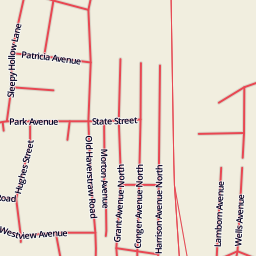 Sleepy Hollow Lane
Patricia Avenue
Park Avenue
State Street
Hughes Street
Old Haverstraw Road
Morton Avenue
Grant Avenue North
Conger Avenue North
Harrison Avenue North
Lamborn Avenue
Wells Avenue
Road
Westview Avenue